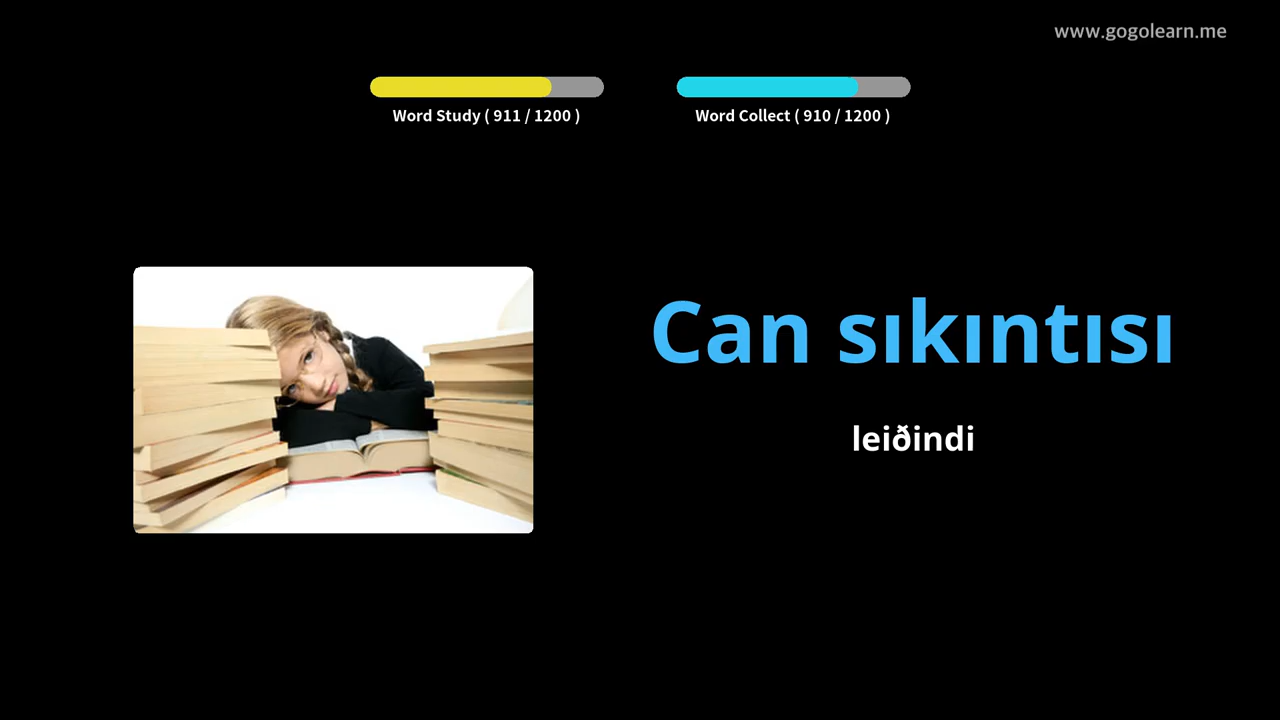 www.gogolearn.me
Word Study ( 911 / 1200 )
Word Collect ( 910 / 1200 )
Can sıkıntısı
leiðindi